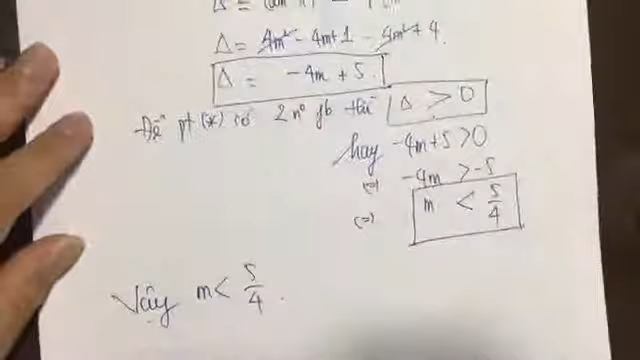 Δ = 4m² - 4m + 1 - 4m² + 4
Δ = -4m + 5
Để pt (*) có 2 n⁰ pb thì Δ > 0
hay -4m+5>0
(=) -4m > -5
(=) m < 5/4
Vậy m < 5/4.